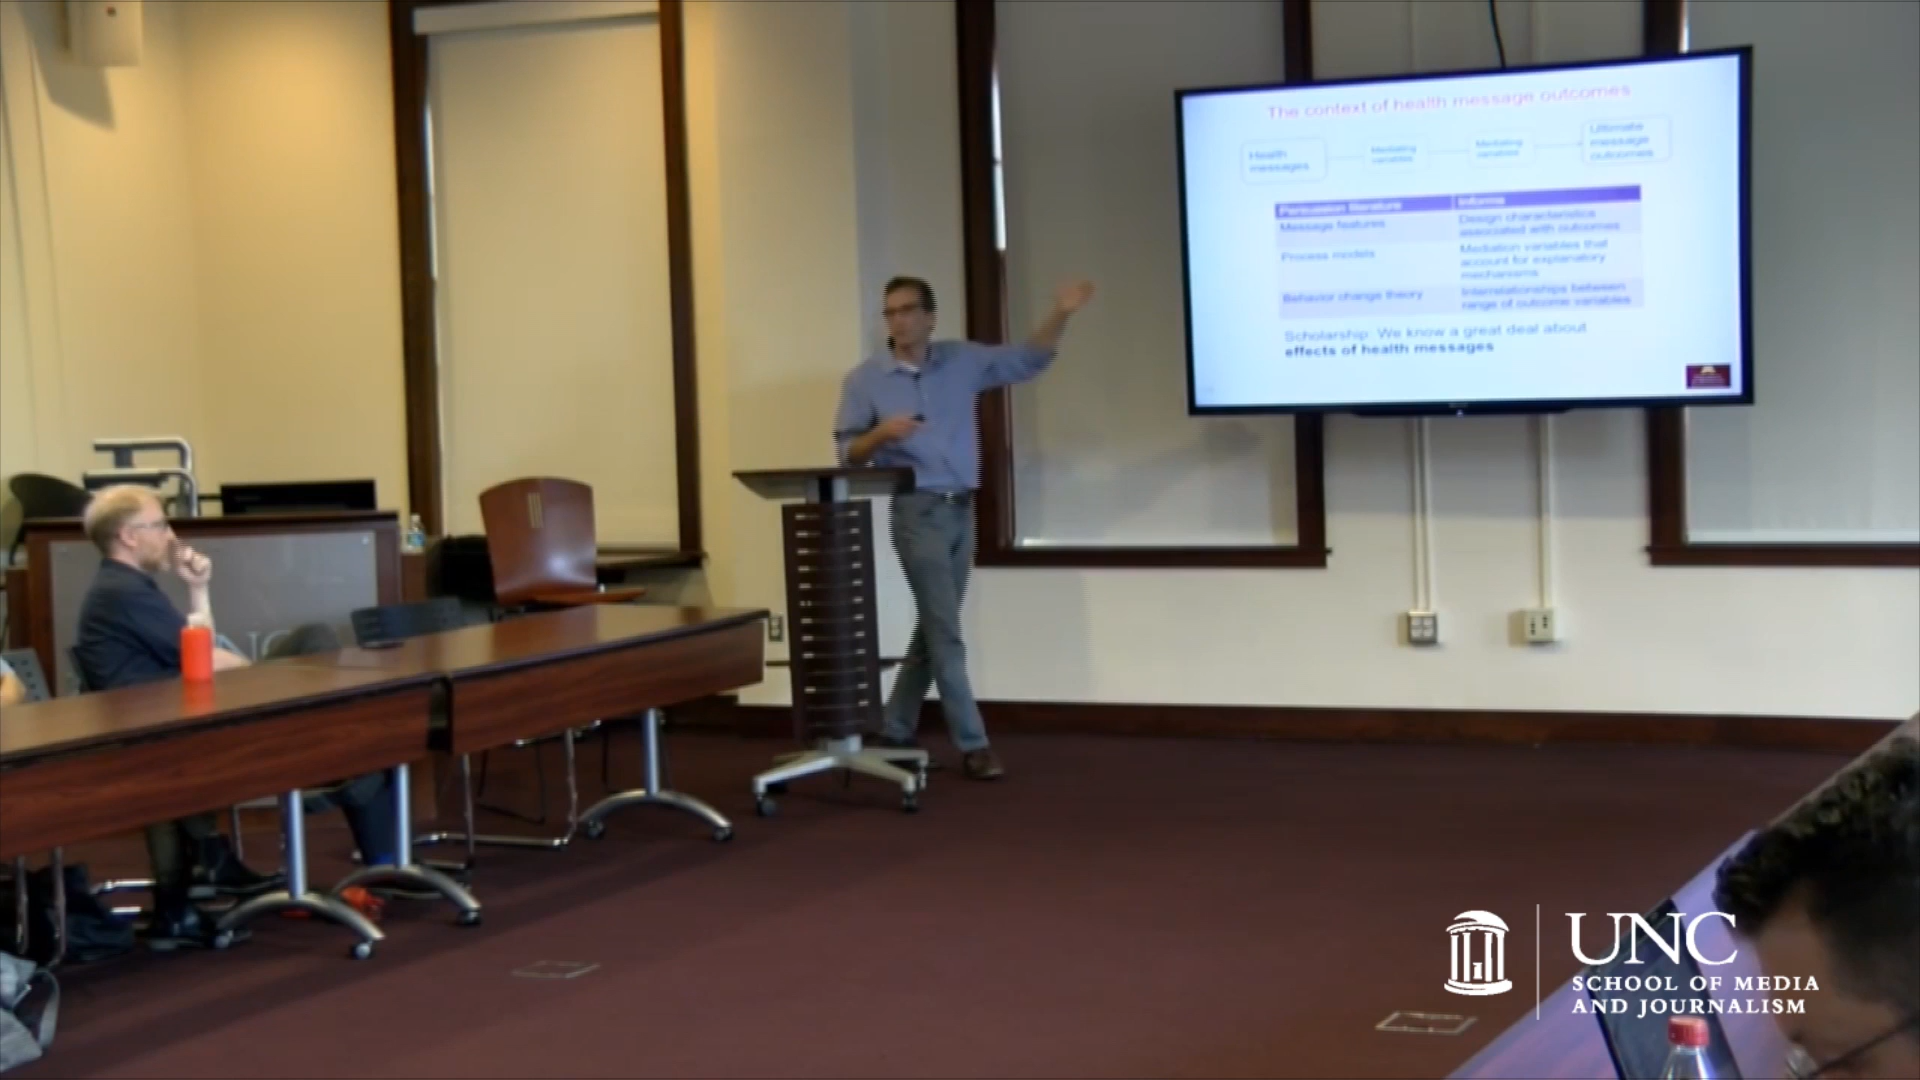 The context of health message outcomes
Health
messages
Mediating
variables
Mediating
variables
Ultimate
message
outcomes
Persuasion literature
Informs
Message features
Design characteristics
associated with outcomes
Process models
Mediation variables that
account for explanatory
mechanisms
Behavior change theory
Interrelationships between
range of outcome variables
Scholarship: We know a great deal about
effects of health messages
UNC
SCHOOL OF MEDIA
AND JOURNALISM